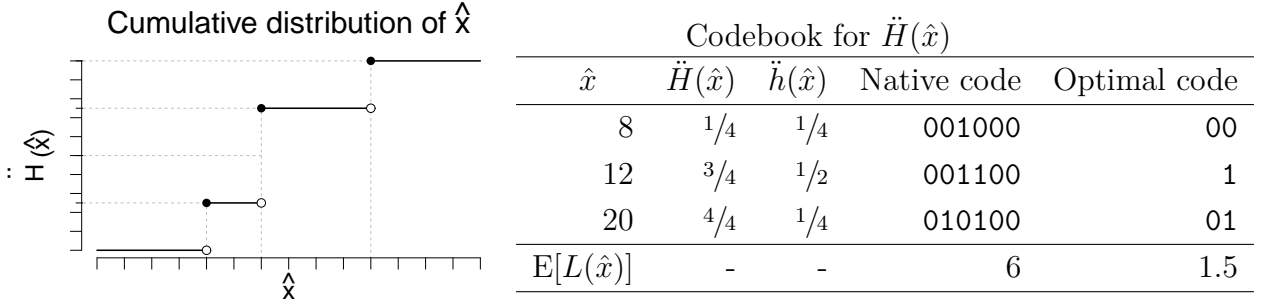 Cumulative distribution of x̂
Ḧ (x̂)
x̂
Codebook for Ḧ(x̂)
x̂ Ḧ(x̂) ḧ(x̂) Native code Optimal code
8 1/4 1/4 001000 00
12 3/4 1/2 001100 1
20 4/4 1/4 010100 01
E[L(x̂)] - - 6 1.5